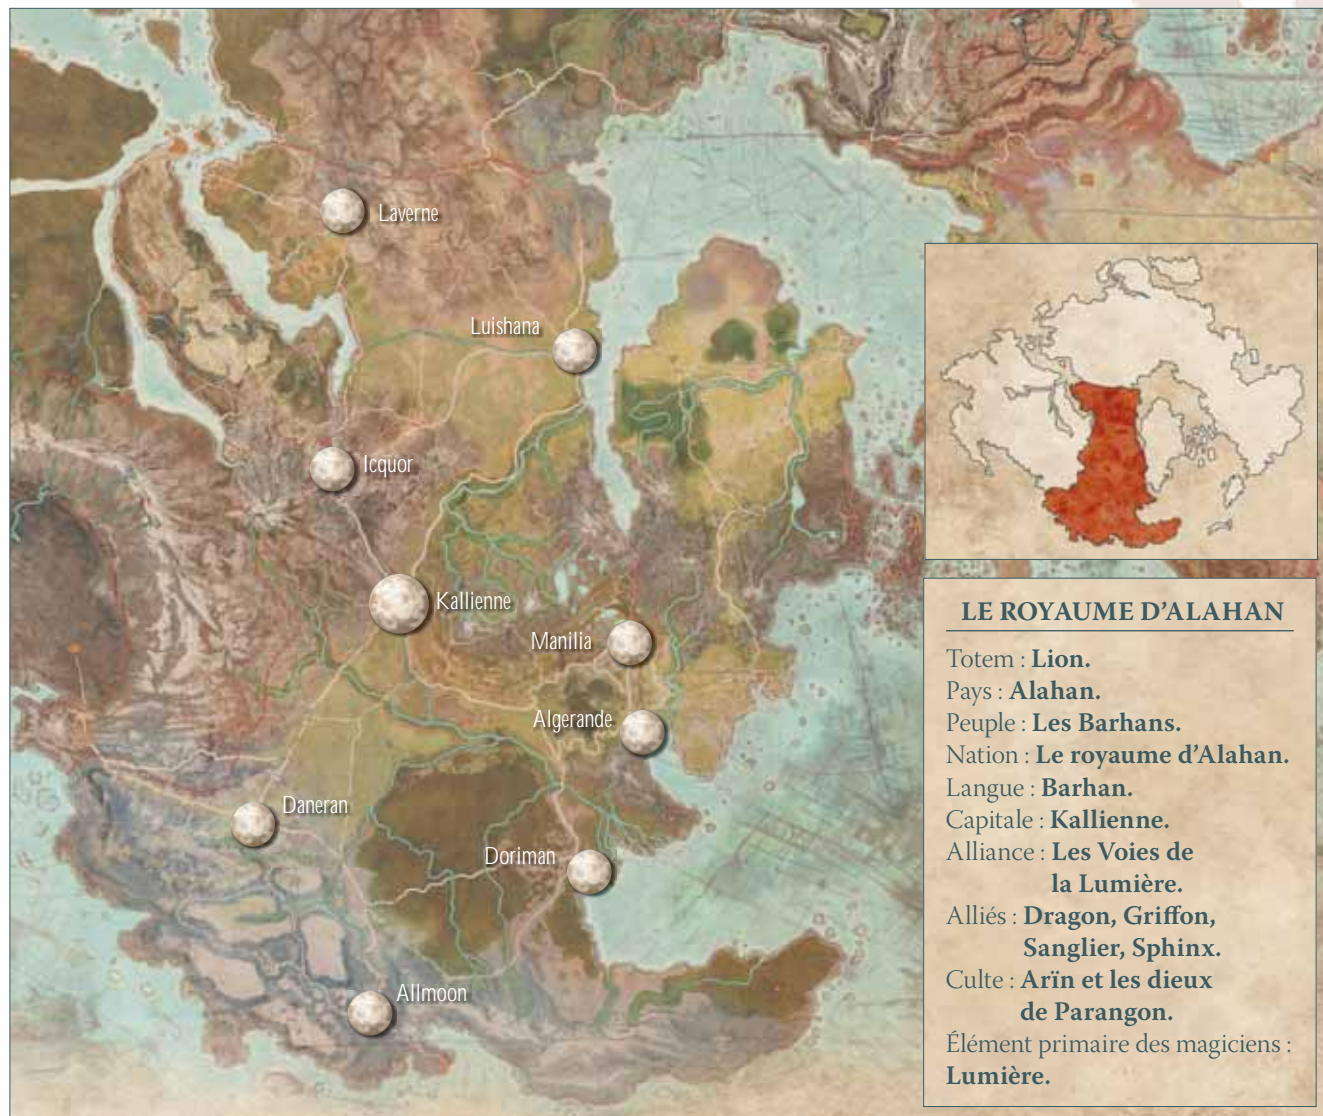 Laverne
Luishana
Icquor
Kallienne
Manilia
Algerande
Daneran
Doriman
Allmoon
LE ROYAUME D'ALAHAN
Totem : Lion.
Pays : Alahan.
Peuple : Les Barhans.
Nation : Le royaume d'Alahan.
Langue : Barhan.
Capitale : Kallienne.
Alliance : Les Voies de
la Lumière.
Alliés : Dragon, Griffon,
Sanglier, Sphinx.
Culte : Arïn et les dieux
de Parangon.
Élément primaire des magiciens :
Lumière.